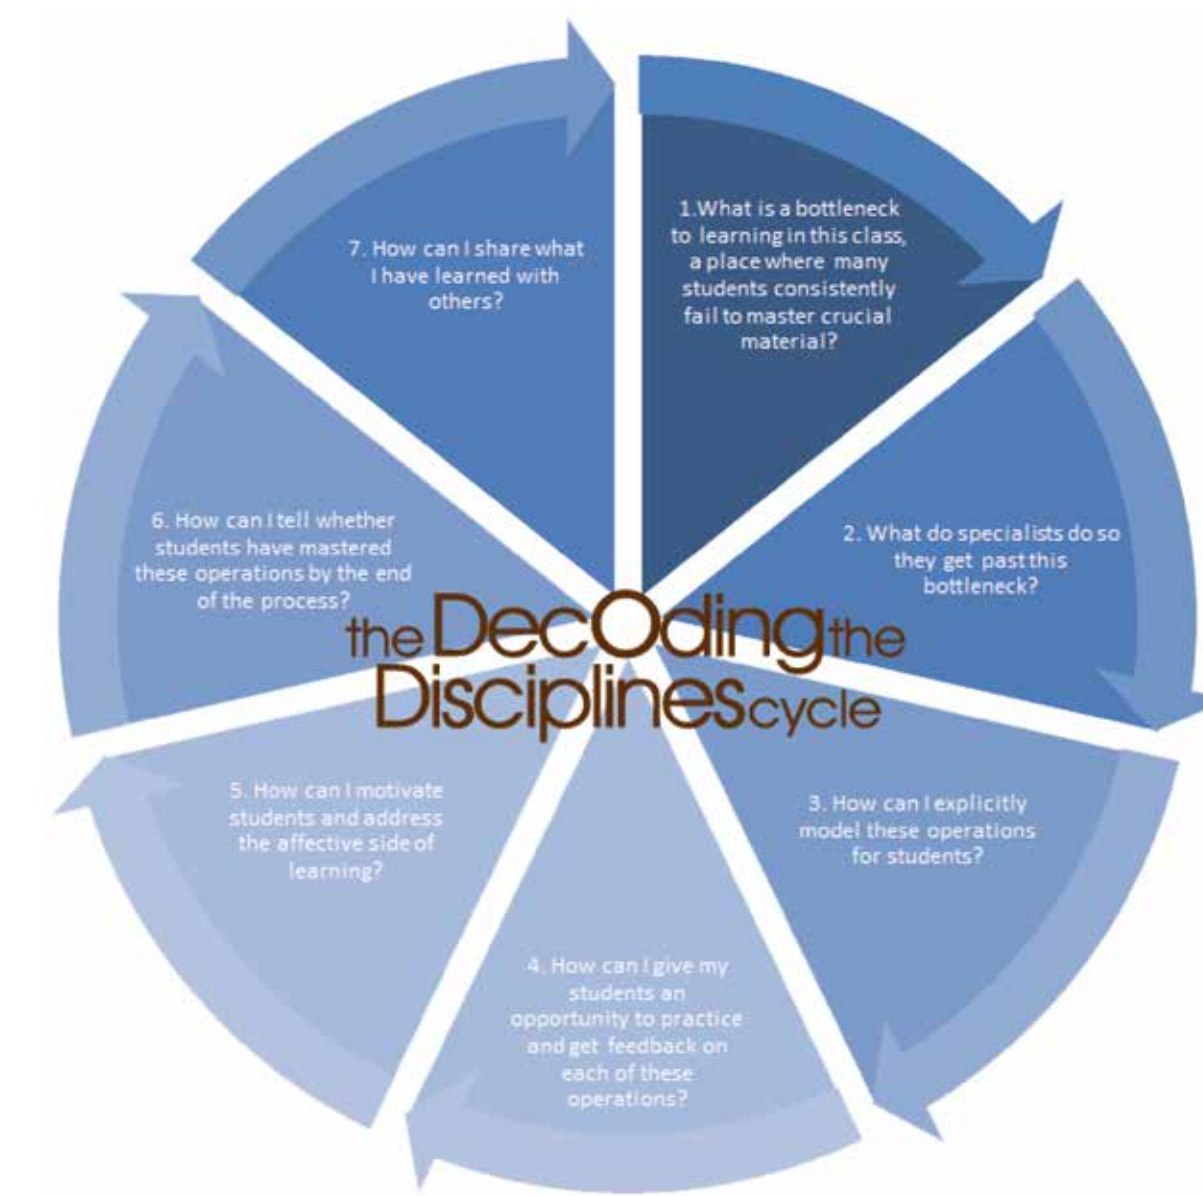 1.What is a bottleneck
to learning in this class,
a place where many
students consistently
fail to master crucial
material?
2. What do specialists do so
they get past this
bottleneck?
3. How can I explicitly
model these operations
for students?
4. How can I give my
students an
opportunity to practice
and get feedback on
each of these
operations?
5. How can I motivate
students and address
the affective side of
learning?
6. How can I tell whether
students have mastered
these operations by the end
of the process?
7. How can I share what
I have learned with
others?
the DecOding the
Disciplines cycle